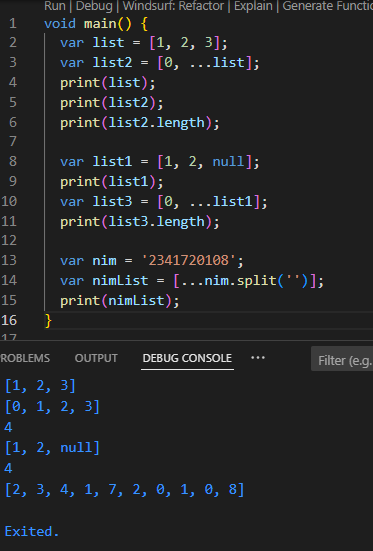 Run | Debug | Windsurf: Refactor | Explain | Generate Functio
1 void main() {
2   var list = [1, 2, 3];
3   var list2 = [0, ...list];
4   print(list);
5   print(list2);
6   print(list2.length);
7
8   var list1 = [1, 2, null];
9   print(list1);
10   var list3 = [0, ...list1];
11   print(list3.length);
12
13   var nim = '2341720108';
14   var nimList = [...nim.split('')];
15   print(nimList);
16 }
17
ROBLEMS OUTPUT DEBUG CONSOLE ··· Filter (e.g.
[1, 2, 3]
[0, 1, 2, 3]
4
[1, 2, null]
4
[2, 3, 4, 1, 7, 2, 0, 1, 0, 8]
Exited.